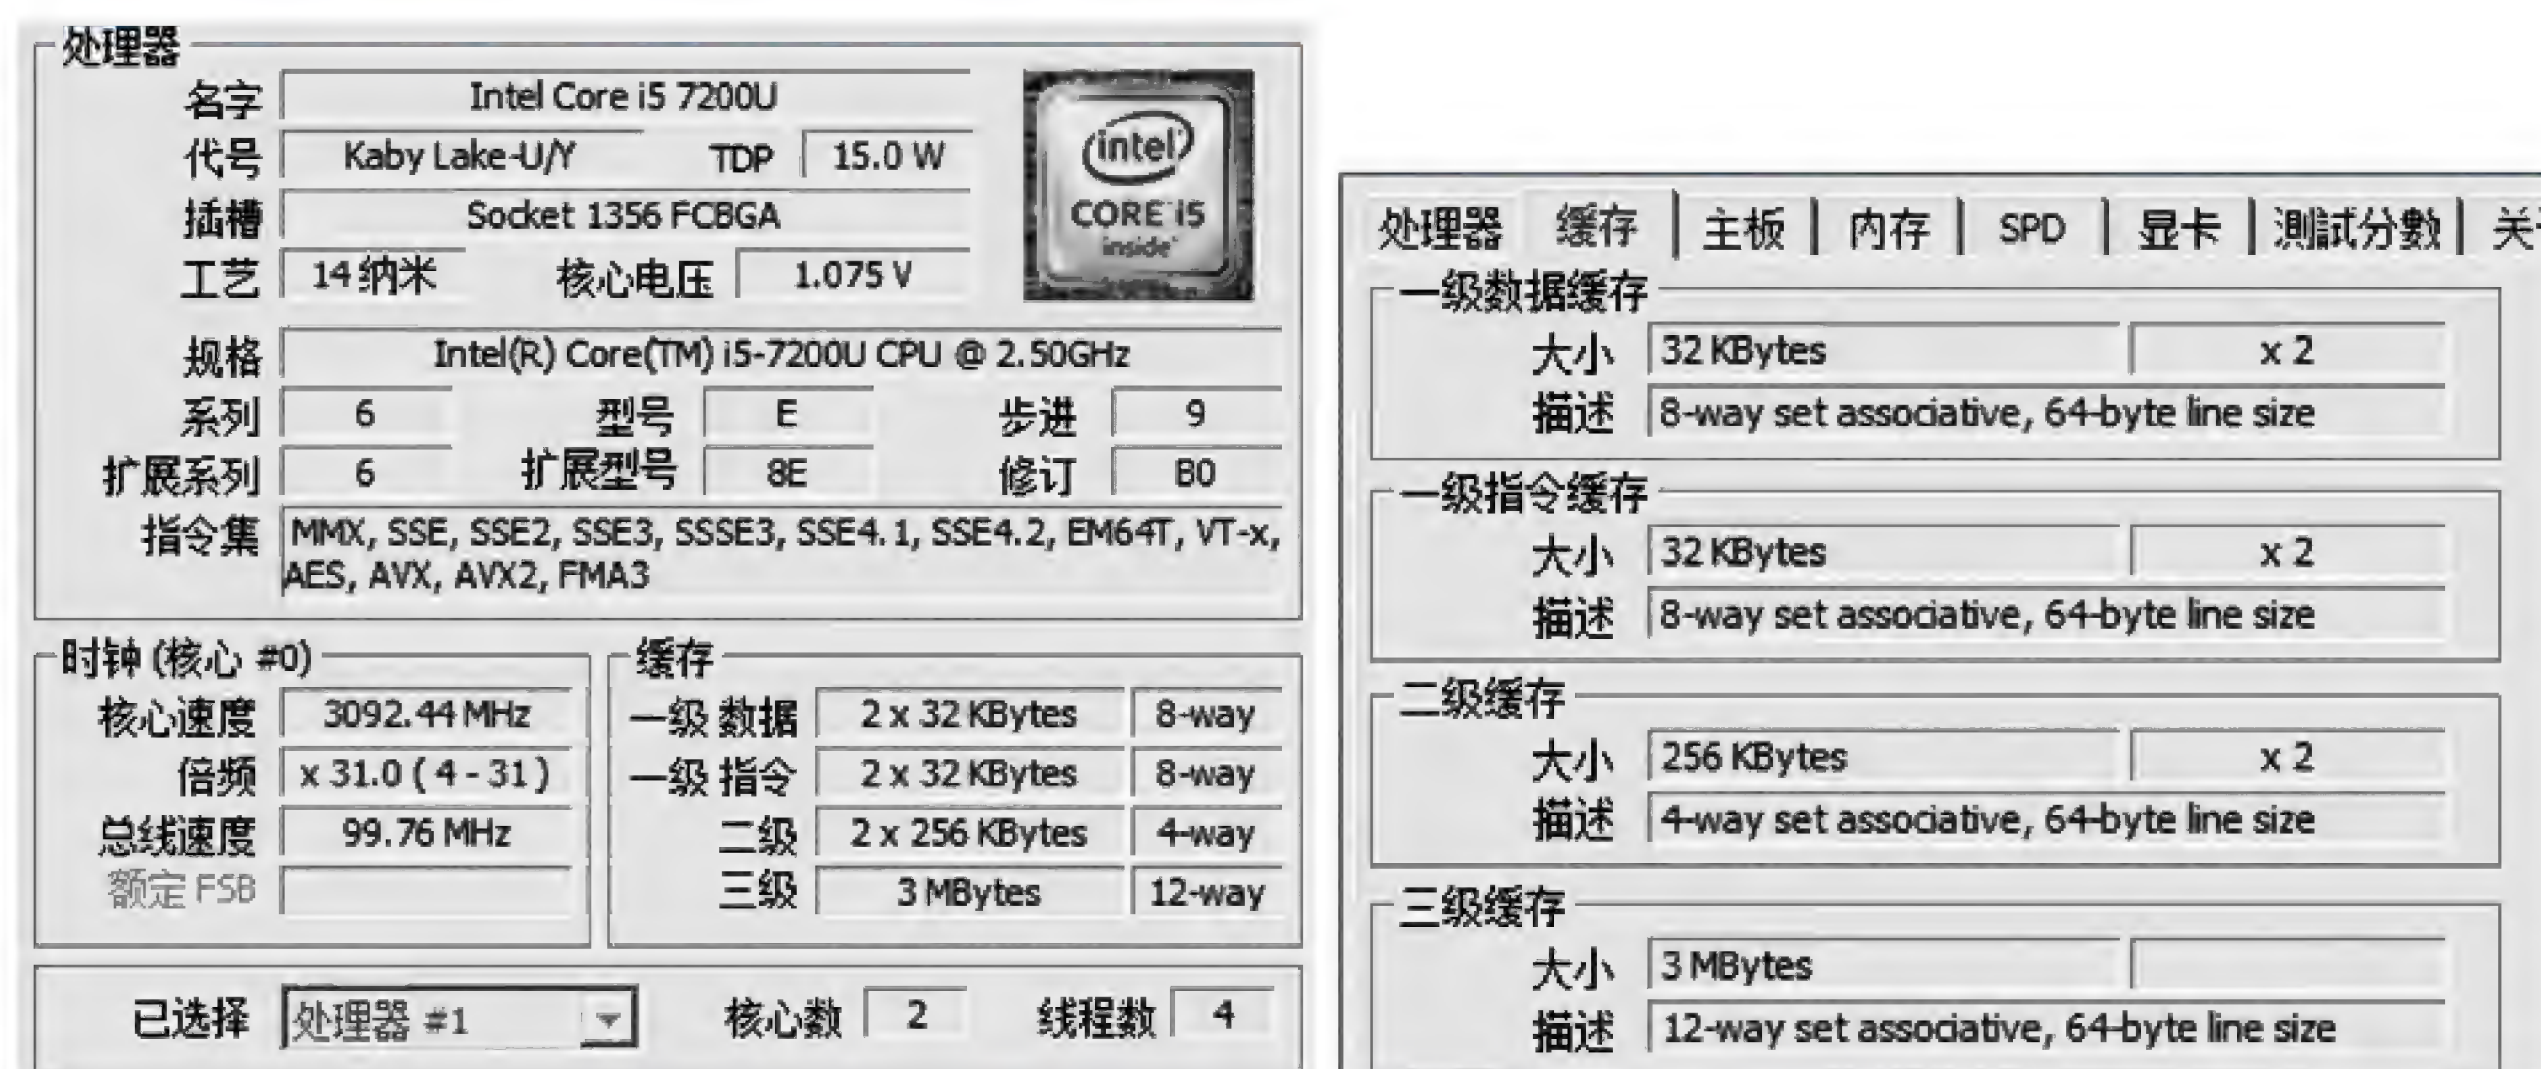 处理器
名字 Intel Core i5 7200U
代号 Kaby Lake-U/Y TDP 15.0 W
插槽 Socket 1356 FCBGA
工艺 14纳米 核心电压 1.075 V
intel
CORE i5
inside
规格 Intel(R) Core(TM) i5-7200U CPU @ 2.50GHz
系列 6 型号 E 步进 9
扩展系列 6 扩展型号 8E 修订 B0
指令集 MMX, SSE, SSE2, SSE3, SSSE3, SSE4.1, SSE4.2, EM64T, VT-x,
AES, AVX, AVX2, FMA3
时钟 (核心 #0)
核心速度 3092.44 MHz
倍频 x 31.0 ( 4 - 31 )
总线速度 99.76 MHz
额定 FSB
缓存
一级 数据 2 x 32 KBytes 8-way
一级 指令 2 x 32 KBytes 8-way
二级 2 x 256 KBytes 4-way
三级 3 MBytes 12-way
已选择 处理器 #1 核心数 2 线程数 4
处理器 缓存 主板 内存 SPD 显卡 測試分數 关
一级数据缓存
大小 32 KBytes x 2
描述 8-way set associative, 64-byte line size
一级指令缓存
大小 32 KBytes x 2
描述 8-way set associative, 64-byte line size
二级缓存
大小 256 KBytes x 2
描述 4-way set associative, 64-byte line size
三级缓存
大小 3 MBytes
描述 12-way set associative, 64-byte line size